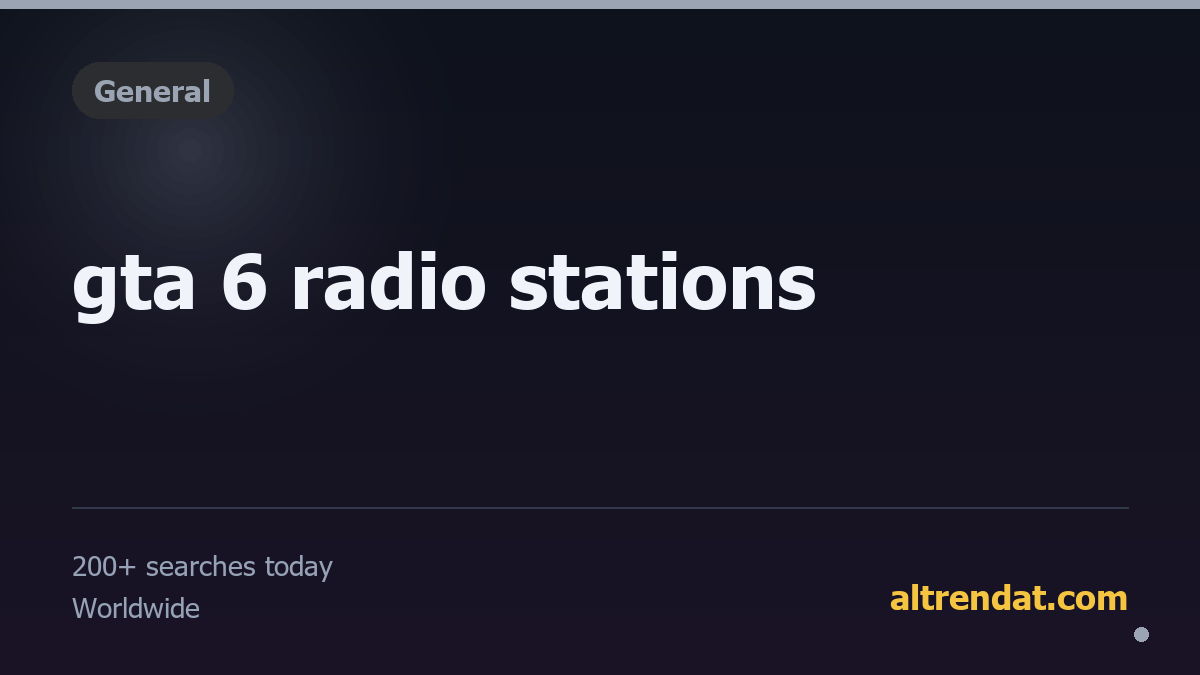 General
gta 6 radio stations
200+ searches today
Worldwide
altrendat.com